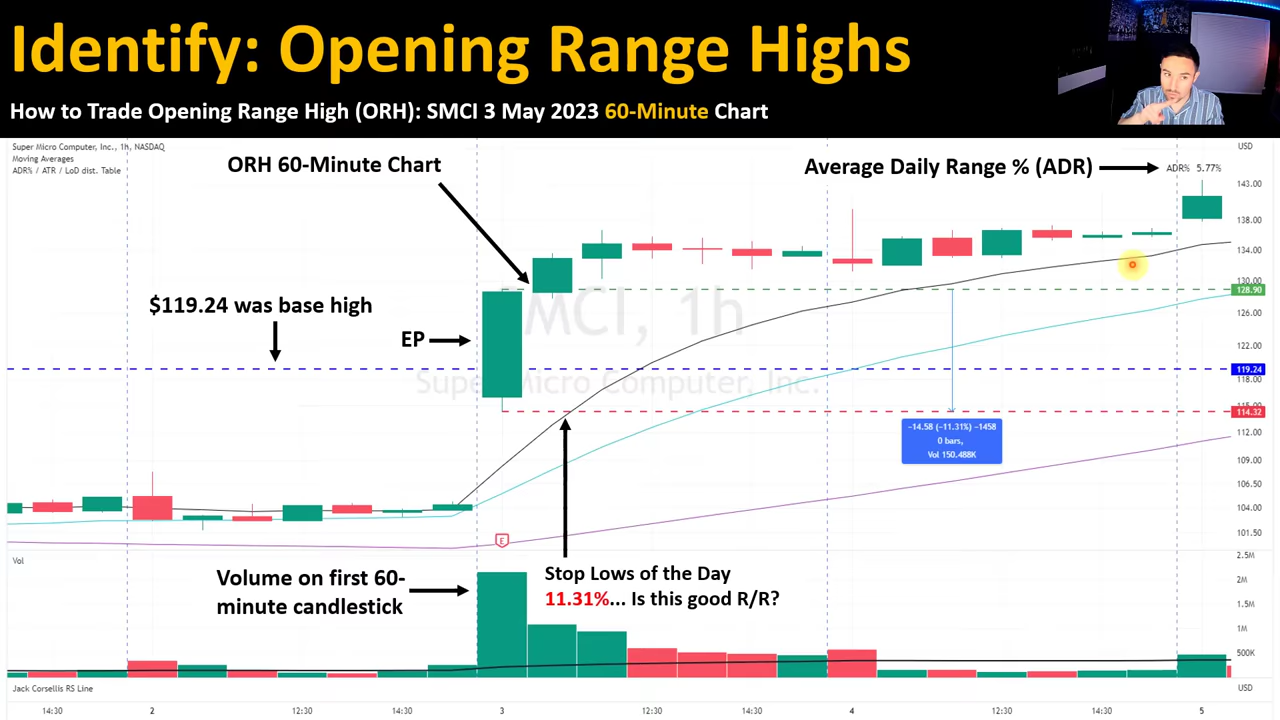 Identify: Opening Range Highs
How to Trade Opening Range High (ORH): SMCI 3 May 2023 60-Minute Chart
Super Micro Computer, Inc., 1h, NASDAQ
Moving Averages
ADR% / ATR / LoD dist. Table
ORH 60-Minute Chart
Average Daily Range % (ADR)
ADR% 5.77%
USD
143.00
138.00
134.00
130.00
128.90
126.00
122.00
119.24
118.00
115.00
114.32
112.00
109.00
106.50
104.00
101.50
$119.24 was base high
EP
SMCI, 1h
Super Micro Computer, Inc.
−14.58 (−11.31%) −1458
0 bars,
Vol 150.488K
E
Vol
Volume on first 60-
minute candlestick
Stop Lows of the Day
11.31%... Is this good R/R?
2.5M
2M
1.5M
1M
500K
Jack Corsellis RS Line
USD
14:30
2
12:30
14:30
3
12:30
14:30
4
12:30
14:30
5